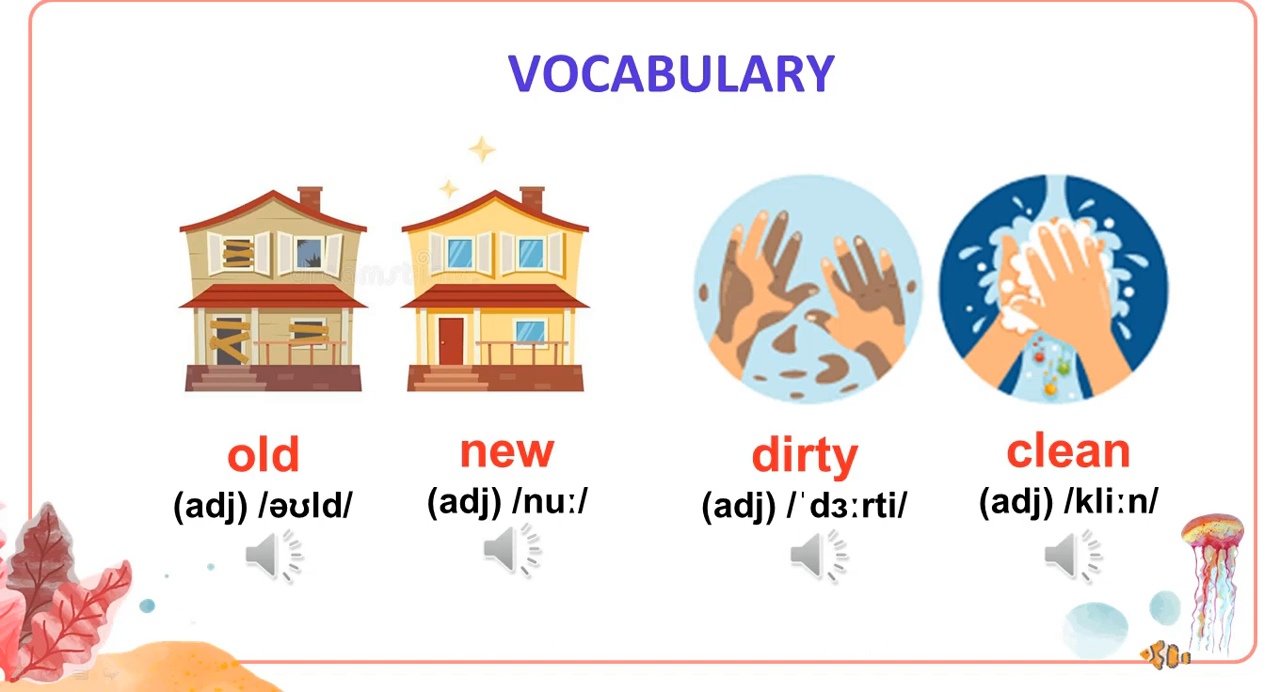 VOCABULARY
old
new
dirty
clean
(adj) /əʊld/
(adj) /nuː/
(adj) /ˈdɜːrti/
(adj) /kliːn/